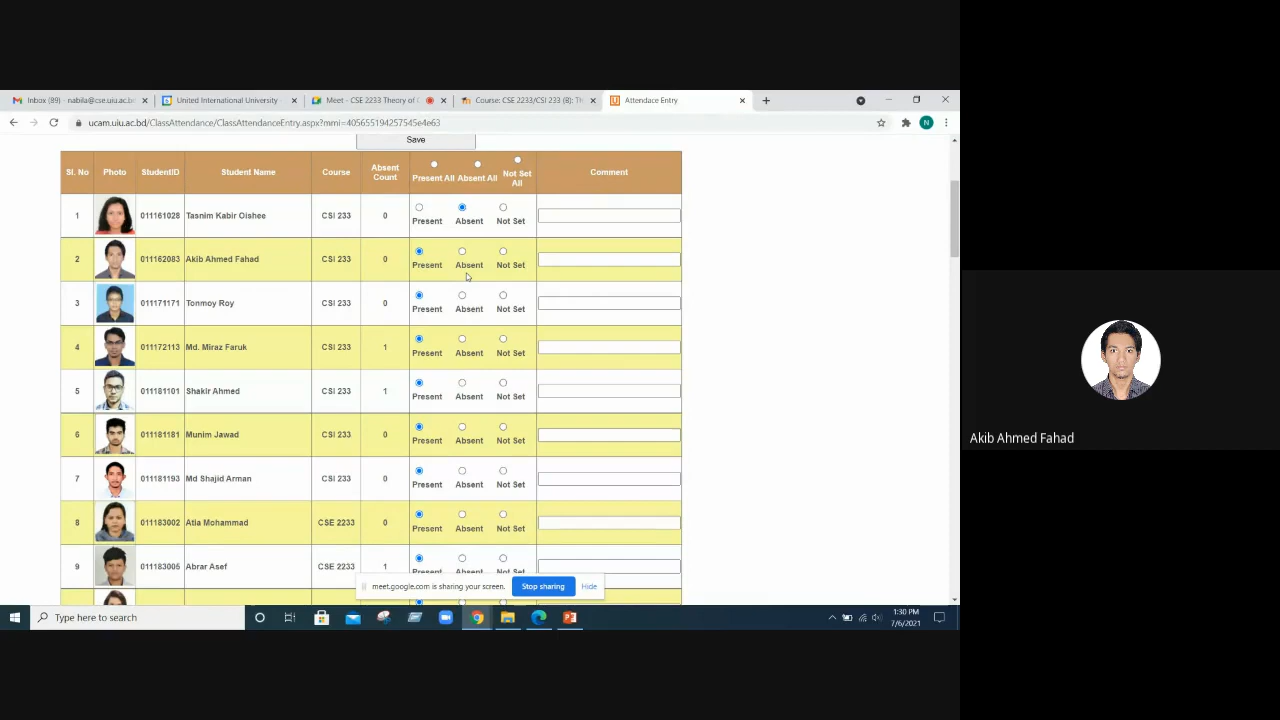 Inbox (89) - nabila@cse.uiu.ac.bd
United International University -
Meet - CSE 2233 Theory of C
Course: CSE 2233/CSI 233 (B): Th
Attendace Entry
ucam.uiu.ac.bd/ClassAttendance/ClassAttendanceEntry.aspx?mmi=405655194257545e4e63
N
Save
Sl. No Photo StudentID Student Name Course Absent Count Present All Absent All Not Set All Comment
1 011161028 Tasnim Kabir Oishee CSI 233 0 Present Absent Not Set
2 011162083 Akib Ahmed Fahad CSI 233 0 Present Absent Not Set
3 011171171 Tonmoy Roy CSI 233 0 Present Absent Not Set
4 011172113 Md. Miraz Faruk CSI 233 1 Present Absent Not Set
5 011181101 Shakir Ahmed CSI 233 1 Present Absent Not Set
6 011181181 Munim Jawad CSI 233 0 Present Absent Not Set
7 011181193 Md Shajid Arman CSI 233 0 Present Absent Not Set
8 011183002 Atia Mohammad CSE 2233 0 Present Absent Not Set
9 011183005 Abrar Asef CSE 2233 1 Present Absent Not Set
meet.google.com is sharing your screen. Stop sharing Hide
Akib Ahmed Fahad
Type here to search
1:30 PM
7/6/2021